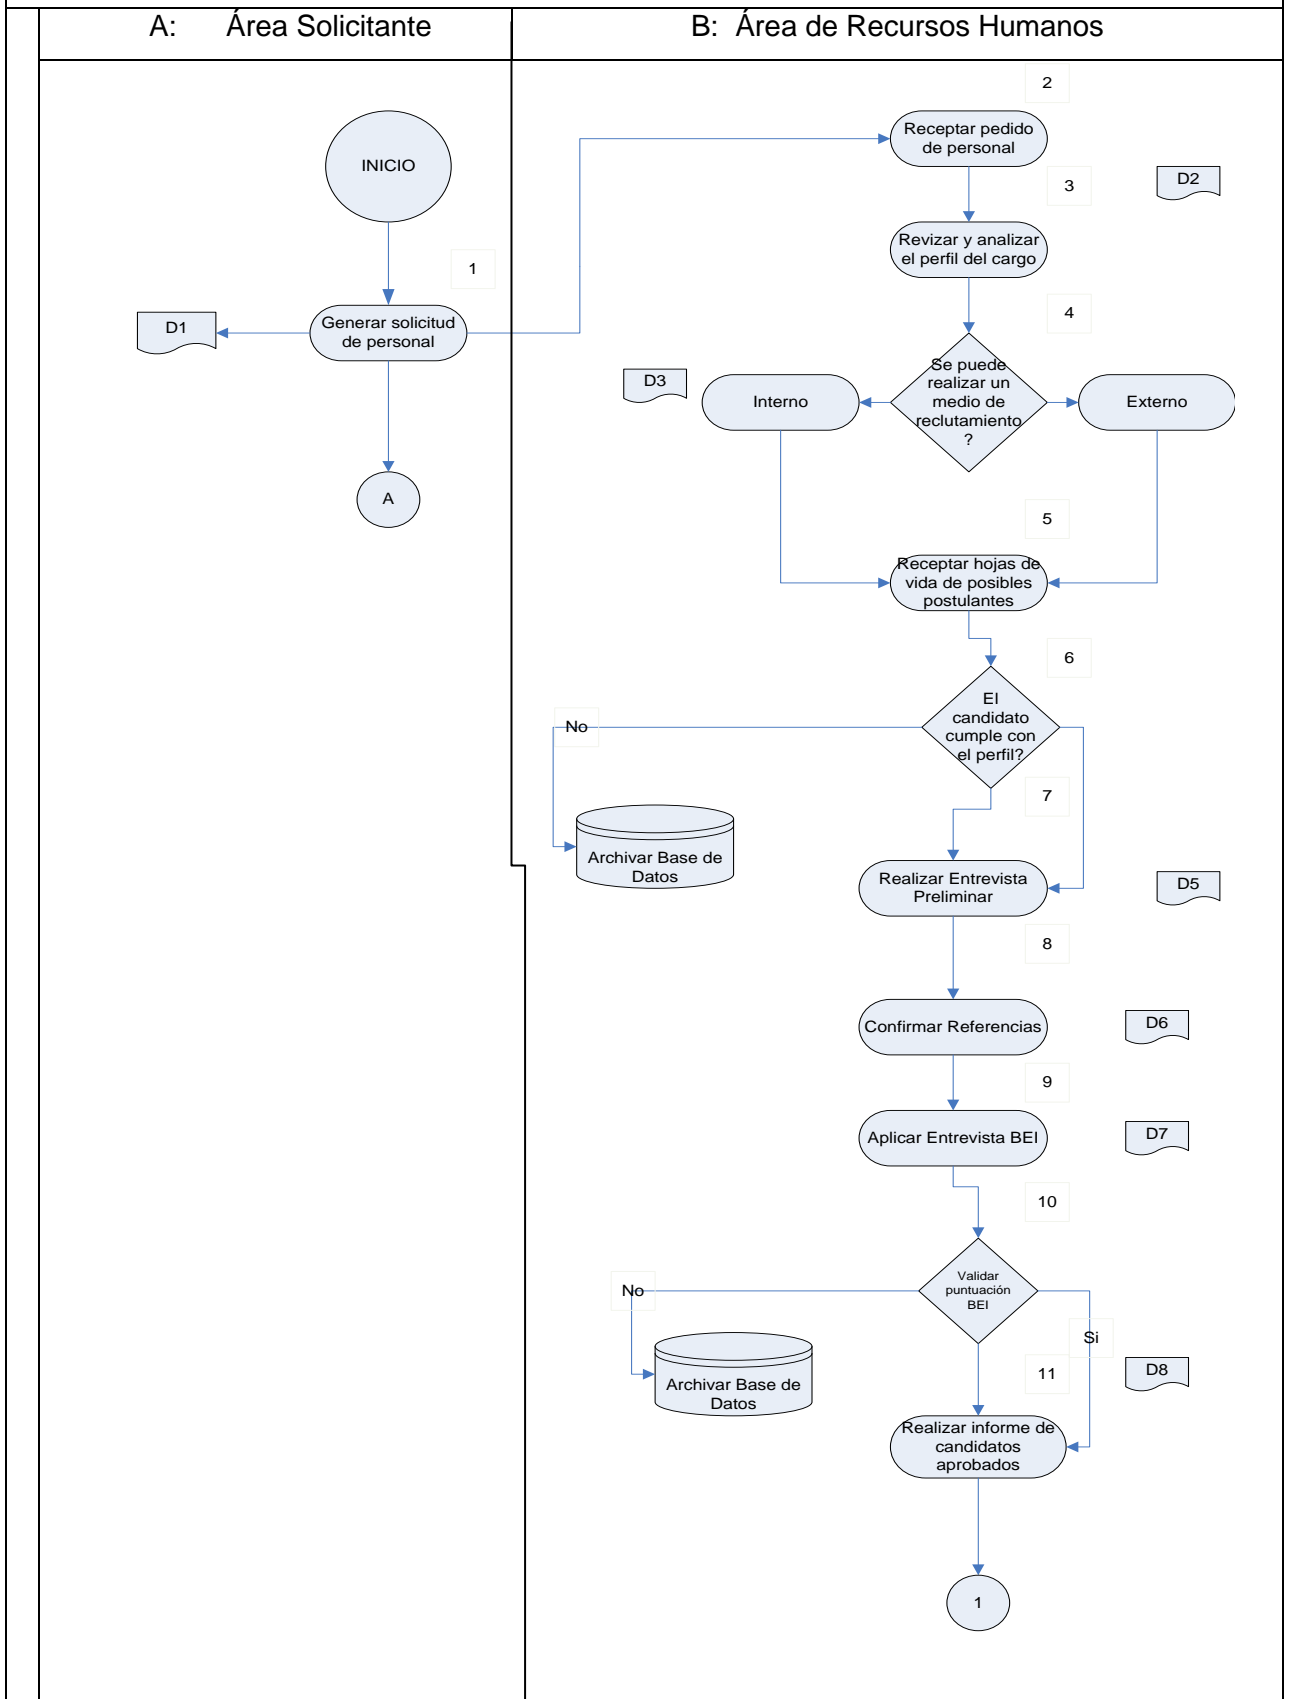 A: Área Solicitante
B: Área de Recursos Humanos
2
Receptar pedido
de personal
INICIO
3
D2
Revizar y analizar
el perfil del cargo
1
4
D1
Generar solicitud
de personal
Se puede
realizar un
medio de
reclutamiento
?
D3
Interno
Externo
A
5
Receptar hojas de
vida de posibles
postulantes
6
El
candidato
cumple con
el perfil?
No
7
Archivar Base de
Datos
Realizar Entrevista
Preliminar
D5
8
Confirmar Referencias
D6
9
Aplicar Entrevista BEI
D7
10
Validar
puntuación
BEI
No
Si
11
D8
Archivar Base de
Datos
Realizar informe de
candidatos
aprobados
1